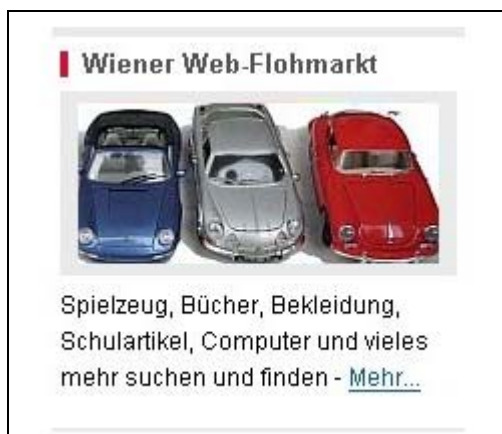 Wiener Web-Flohmarkt
Spielzeug, Bücher, Bekleidung,
Schulartikel, Computer und vieles
mehr suchen und finden - Mehr...